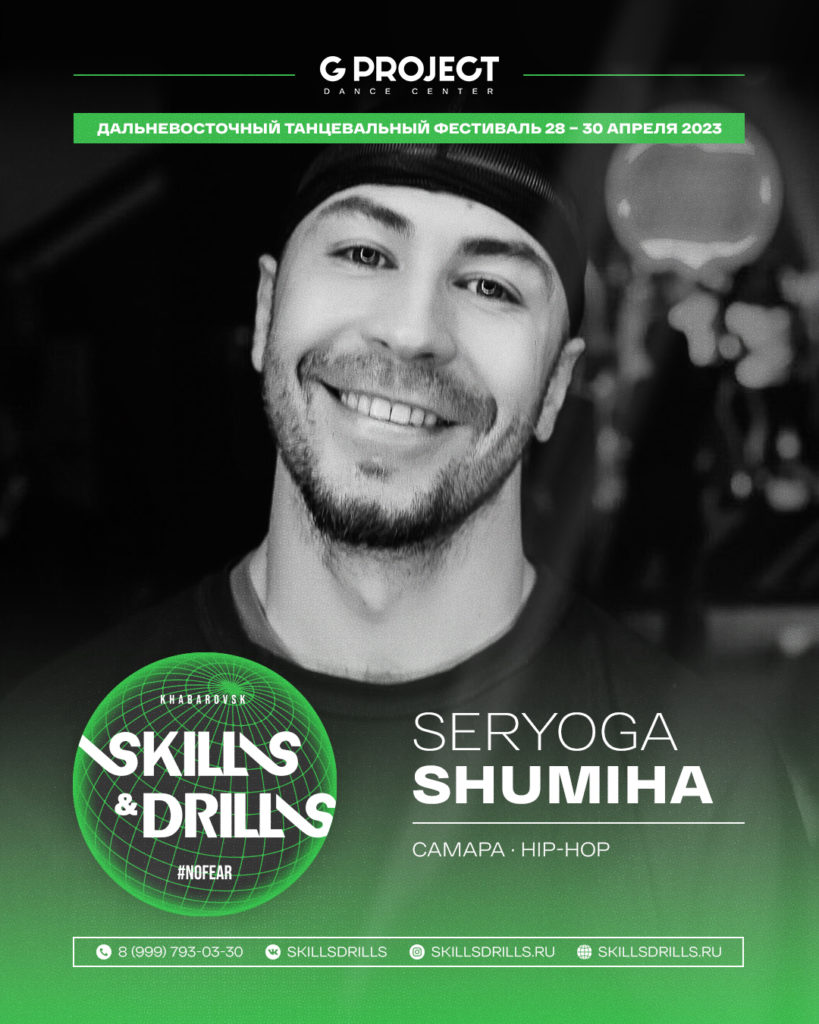 G PROJECT
DANCE CENTER
ДАЛЬНЕВОСТОЧНЫЙ ТАНЦЕВАЛЬНЫЙ ФЕСТИВАЛЬ 28 – 30 АПРЕЛЯ 2023
KHABAROVSK
SKILLS
& DRILLS
#NOFEAR
SERYOGA
SHUMIHA
САМАРА · HIP-HOP
8 (999) 793-03-30 SKILLSDRILLS SKILLSDRILLS.RU SKILLSDRILLS.RU